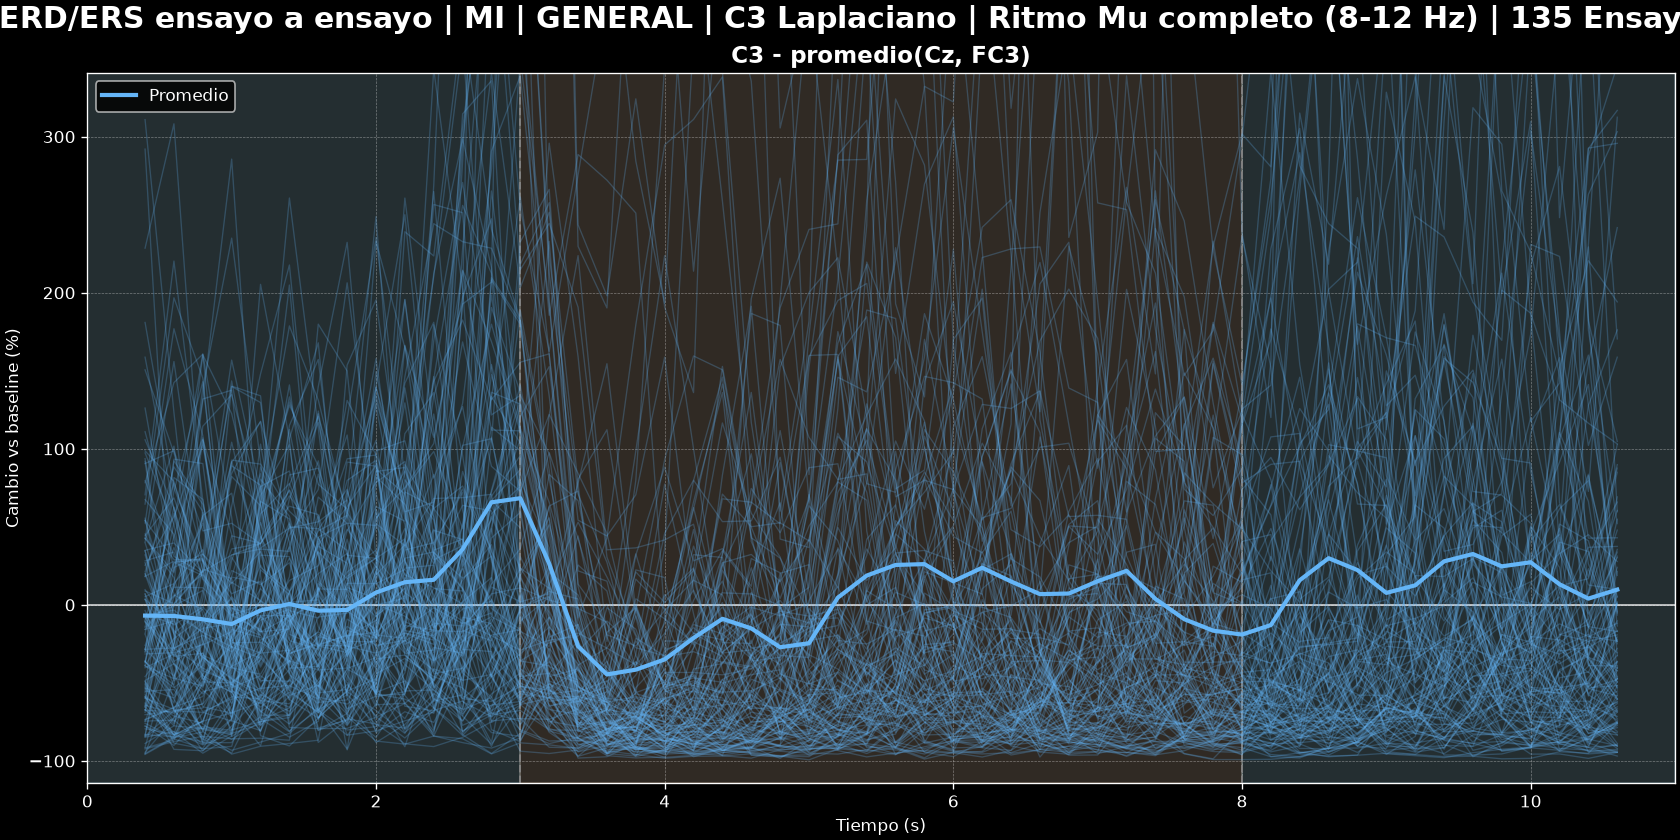 ERD/ERS ensayo a ensayo | MI | GENERAL | C3 Laplaciano | Ritmo Mu completo (8-12 Hz) | 135 Ensay
C3 - promedio(Cz, FC3)
Promedio
Cambio vs baseline (%)
300
200
100
0
−100
0 2 4 6 8 10
Tiempo (s)